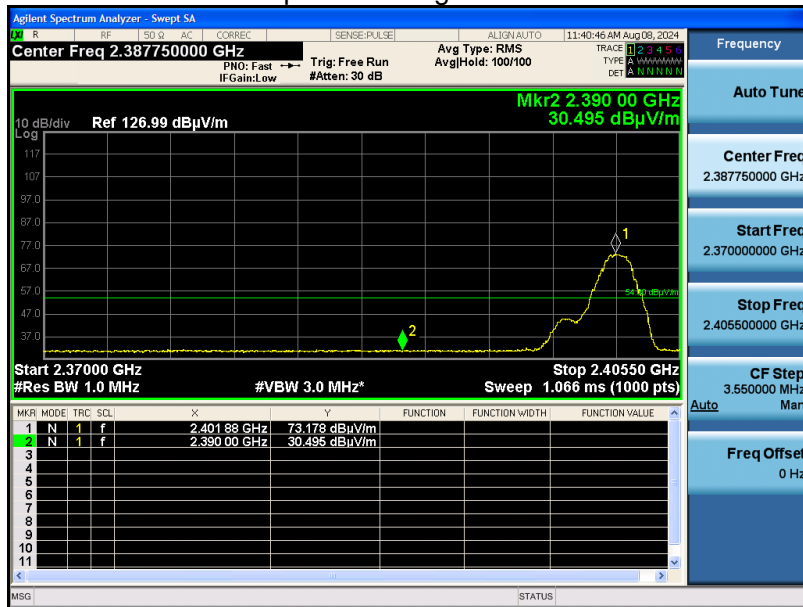 Agilent Spectrum Analyzer - Swept SA
LXI R RF 50 Ω AC CORREC SENSE:PULSE ALIGN AUTO 11:40:46 AM Aug 08, 2024
Center Freq 2.387750000 GHz
PNO: Fast
IFGain:Low
Trig: Free Run
#Atten: 30 dB
Avg Type: RMS
Avg|Hold: 100/100
TRACE 1 2 3 4 5 6
TYPE A WWWWW
DET A N N N N N
Mkr2 2.390 00 GHz
30.495 dBµV/m
10 dB/div
Log
Ref 126.99 dBµV/m
117
107
97.0
87.0
77.0
67.0
57.0
47.0
37.0
1
2
Start 2.37000 GHz
Stop 2.40550 GHz
#Res BW 1.0 MHz
#VBW 3.0 MHz*
Sweep 1.066 ms (1000 pts)
MKR MODE TRC SCL X Y FUNCTION FUNCTION WIDTH FUNCTION VALUE
1 N 1 f 2.401 88 GHz 73.178 dBµV/m
2 N 1 f 2.390 00 GHz 30.495 dBµV/m
3
4
5
6
7
8
9
10
11
MSG
STATUS
Frequency
Auto Tune
Center Freq
2.387750000 GHz
Start Freq
2.370000000 GHz
Stop Freq
2.405500000 GHz
CF Step
3.550000 MHz
Auto Man
Freq Offset
0 Hz